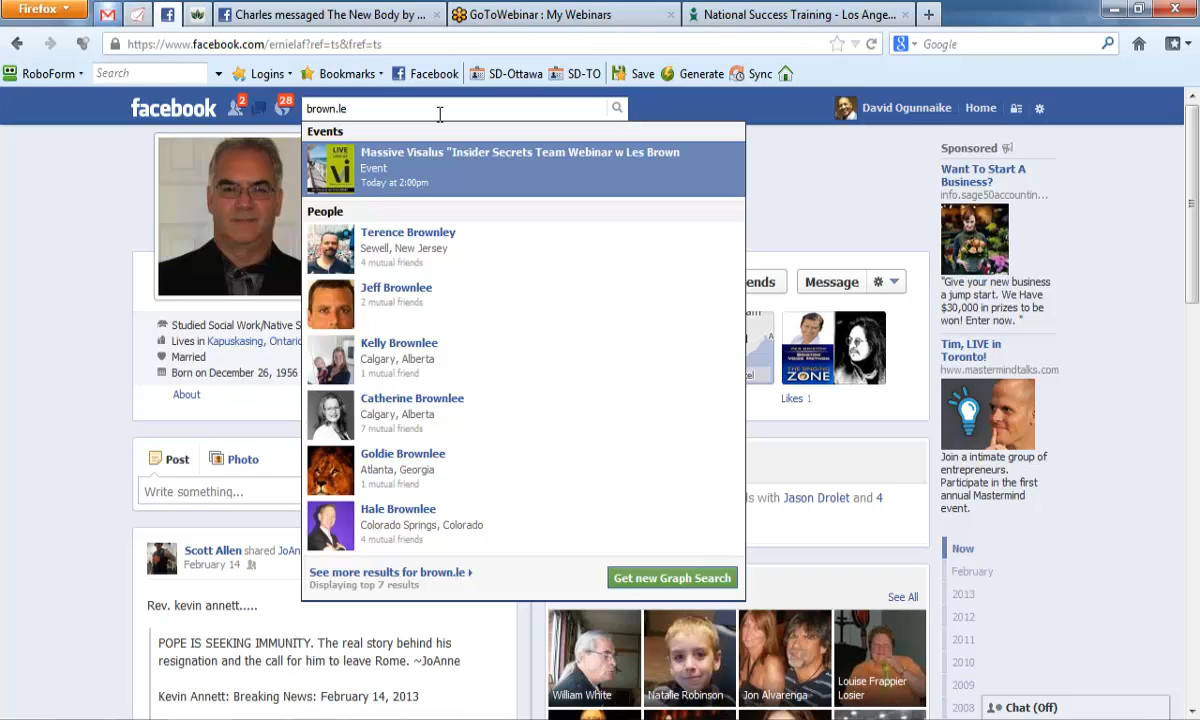 Firefox
Charles messaged The New Body by ...
GoToWebinar : My Webinars
National Success Training - Los Ange...
https://www.facebook.com/ernielaf?ref=ts&fref=ts
Google
RoboForm
Search
Logins
Bookmarks
Facebook
SD-Ottawa
SD-TO
Save
Generate
Sync
facebook
2
28
brown.le
David Ogunnaike
Home
Events
Massive Visalus "Insider Secrets Team Webinar w Les Brown
Event
Today at 2:00pm
LIVE
vi
People
Terence Brownley
Sewell, New Jersey
4 mutual friends
Jeff Brownlee
2 mutual friends
Kelly Brownlee
Calgary, Alberta
1 mutual friend
Catherine Brownlee
Calgary, Alberta
7 mutual friends
Goldie Brownlee
Atlanta, Georgia
1 mutual friend
Hale Brownlee
Colorado Springs, Colorado
4 mutual friends
See more results for brown.le
Displaying top 7 results
Get new Graph Search
Studied Social Work/Native S
Lives in Kapuskasing, Ontario
Married
Born on December 26, 1956
About
ends
Message
THE SINGING
ZONE
Likes 1
Post
Photo
Write something...
ds with Jason Drolet and 4
Scott Allen shared JoAn
February 14
Rev. kevin annett.....
POPE IS SEEKING IMMUNITY. The real story behind his
resignation and the call for him to leave Rome. ~JoAnne
Kevin Annett: Breaking News: February 14, 2013
See All
William White
Natalie Robinson
Jon Alvarenga
Louise Frappier
Losier
Sponsored
Want To Start A
Business?
info.sage50accountin...
"Give your new business
a jump start. We Have
$30,000 in prizes to be
won! Enter now. "
Tim, LIVE in
Toronto!
hww.mastermindtalks.com
Join a intimate group of
entrepreneurs.
Participate in the first
annual Mastermind
event.
Now
February
2013
2012
2011
2010
2009
2008
Chat (Off)